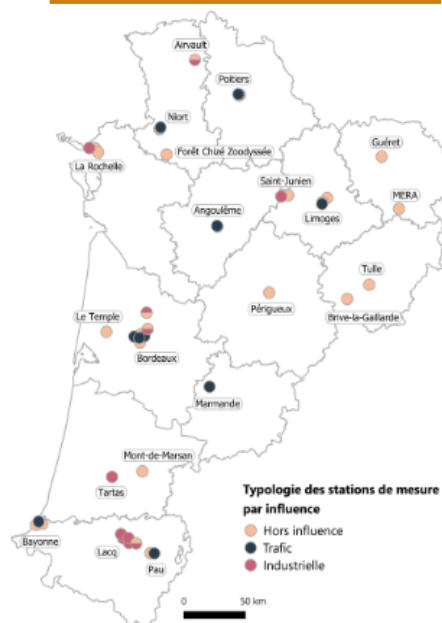 Airvault
Poitiers
Niort
Forêt Chizé Zoodyssée
La Rochelle
Guéret
Saint-Junien
MERA
Angoulême
Limoges
Tulle
Périgueux
Brive-la-Gaillarde
Le Temple
Bordeaux
Marmande
Mont-de-Marsan
Tartas
Bayonne
Lacq
Pau
Typologie des stations de mesure
par influence
Hors influence
Trafic
Industrielle
0 50 km